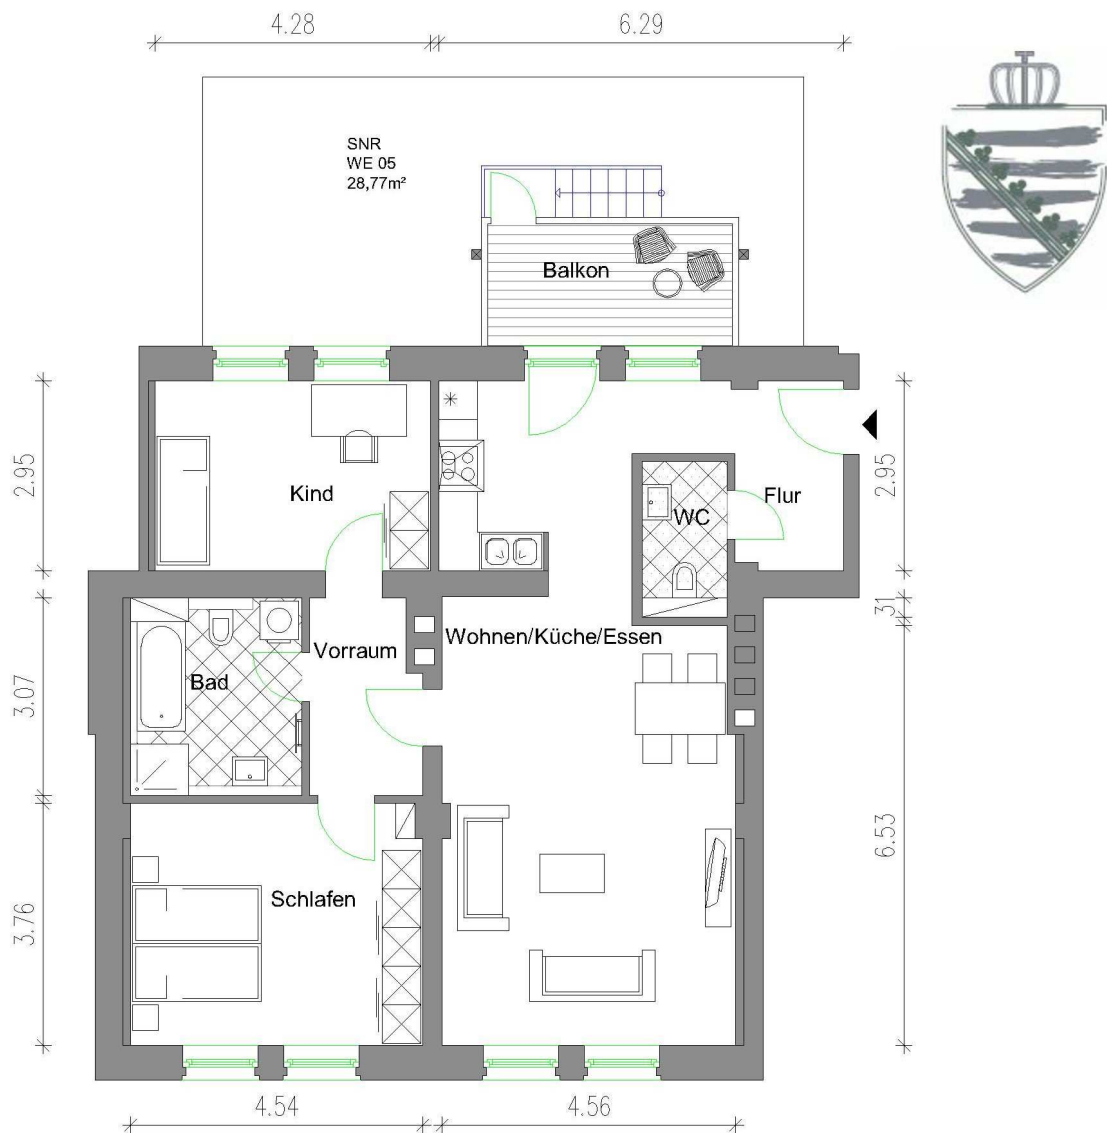 4.28
6.29
SNR
WE 05
28,77m²
Balkon
2.95
Kind
WC
Flur
2.95
31
Wohnen/Küche/Essen
Vorraum
Bad
3.07
6.53
Schlafen
3.76
4.54
4.56